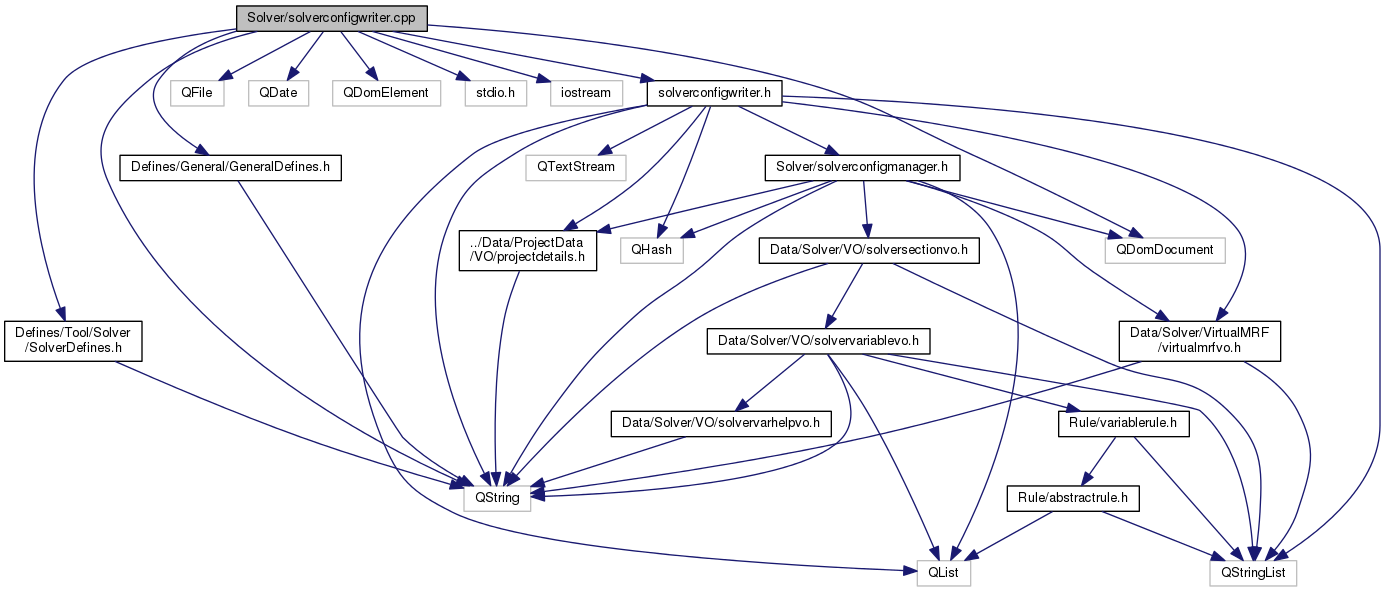 Solver/solverconfigwriter.cpp
QFile
QDate
QDomElement
stdio.h
iostream
solverconfigwriter.h
Defines/General/GeneralDefines.h
QTextStream
Solver/solverconfigmanager.h
../Data/ProjectData
/VO/projectdetails.h
QHash
Data/Solver/VO/solversectionvo.h
QDomDocument
Defines/Tool/Solver
/SolverDefines.h
Data/Solver/VO/solvervariablevo.h
Data/Solver/VirtualMRF
/virtualmrfvo.h
Data/Solver/VO/solvervarhelpvo.h
Rule/variablerule.h
QString
Rule/abstractrule.h
QList
QStringList